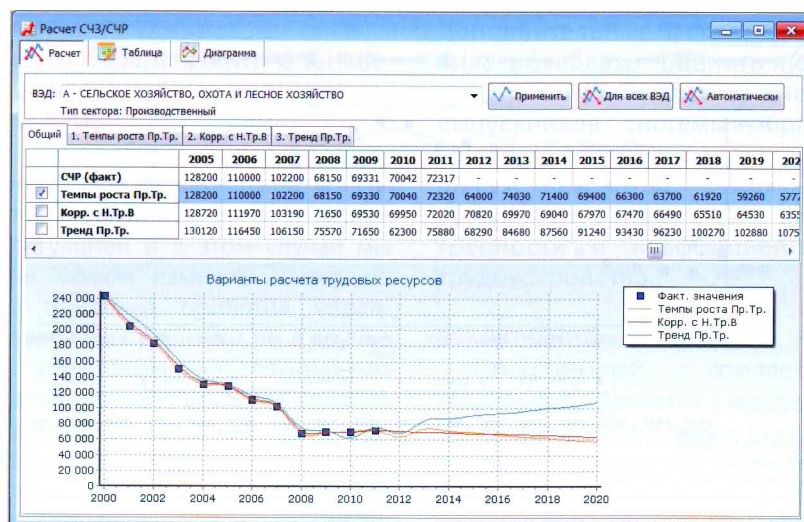 Расчет СЧЗ/СЧР
Расчет Таблица Диаграмма
ВЭД: А - СЕЛЬСКОЕ ХОЗЯЙСТВО, ОХОТА И ЛЕСНОЕ ХОЗЯЙСТВО Применить Для всех ВЭД Автоматически
Тип сектора: Производственный
Общий 1. Темпы роста Пр.Тр. 2. Корр. с Н.Тр.В 3. Тренд Пр.Тр.
2005 2006 2007 2008 2009 2010 2011 2012 2013 2014 2015 2016 2017 2018 2019 202
СЧР (факт) 128200 110000 102200 68150 69331 70042 72317 - - - - - - - - -
Темпы роста Пр.Тр. 128200 110000 102200 68150 69330 70040 72320 64000 74030 71400 69400 66300 63700 61920 59260 5777
Корр. с Н.Тр.В 128720 111970 103190 71650 69530 69950 72020 70820 69970 69040 67970 67470 66490 65510 64530 6355
Тренд Пр.Тр. 130120 116450 106150 75570 71650 62300 75880 68290 84680 87560 91240 93430 96230 100270 102880 1075
Варианты расчета трудовых ресурсов
240 000
220 000
200 000
180 000
160 000
140 000
120 000
100 000
80 000
60 000
40 000
20 000
0
2000 2002 2004 2006 2008 2010 2012 2014 2016 2018 2020
Факт. значения
Темпы роста Пр.Тр.
Корр. с Н.Тр.В
Тренд Пр.Тр.